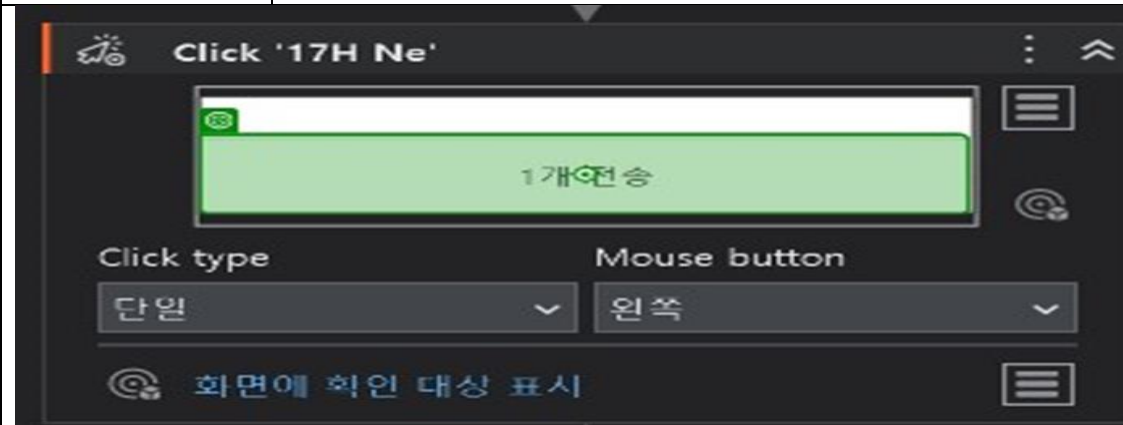 Click '17H Ne'
1개 전송
Click type
Mouse button
단일
왼쪽
화면에 확인 대상 표시